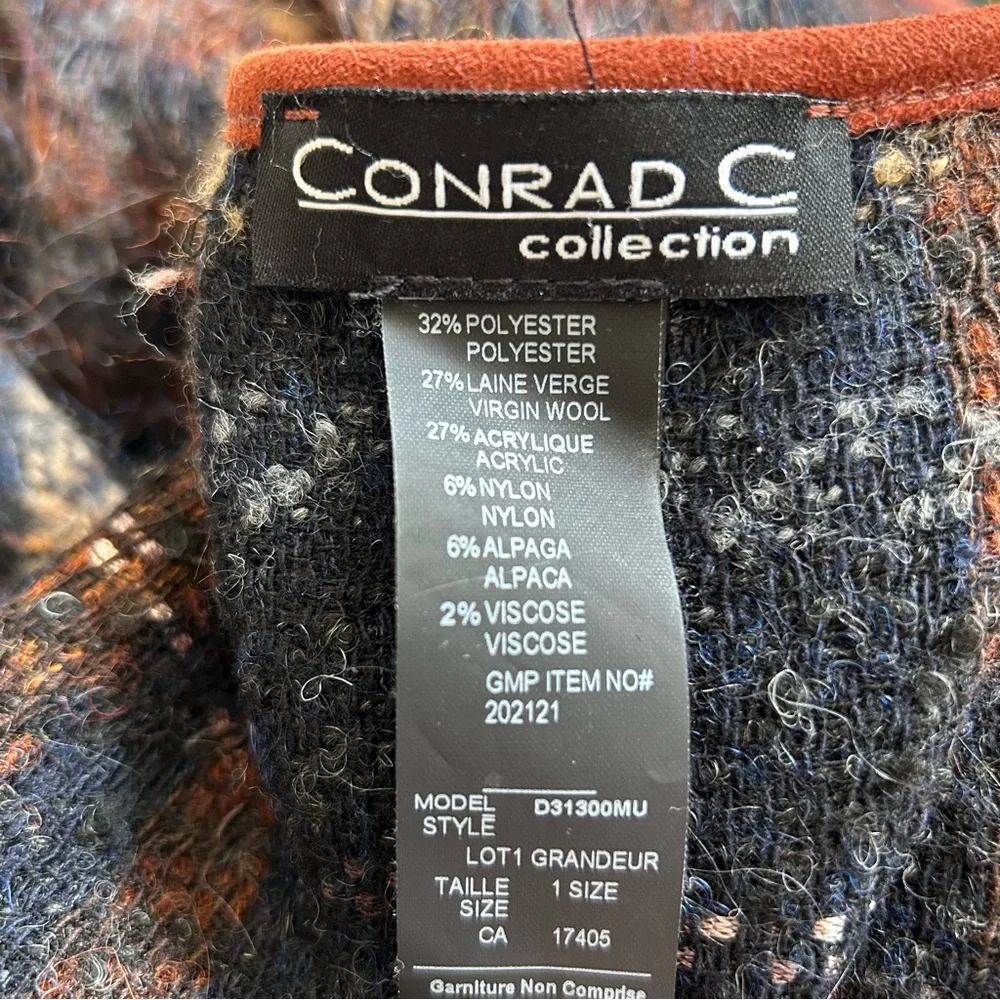 CONRAD C
collection
32% POLYESTER
POLYESTER
27% LAINE VERGE
VIRGIN WOOL
27% ACRYLIQUE
ACRYLIC
6% NYLON
NYLON
6% ALPAGA
ALPACA
2% VISCOSE
VISCOSE
GMP ITEM NO#
202121
MODEL D31300MU
STYLE
LOT1 GRANDEUR
TAILLE 1 SIZE
SIZE
CA 17405
Garniture Non Comprise